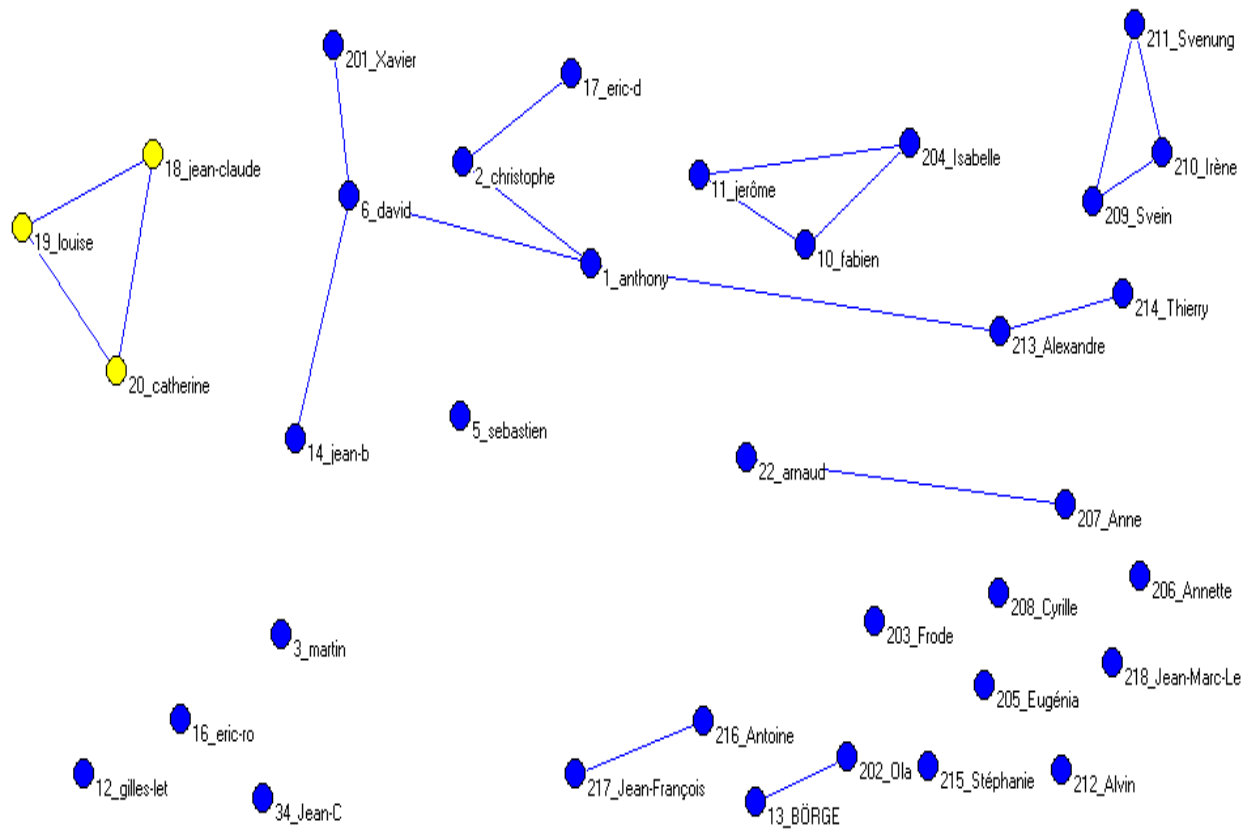 211_Svenung
201_Xavier
17_eric-d
18_jean-claude
204_Isabelle
210_Irène
2_christophe
11_jerôme
6_david
209_Svein
19_louise
10_fabien
1_anthony
214_Thierry
213_Alexandre
20_catherine
5_sebastien
14_jean-b
22_arnaud
207_Anne
206_Annette
208_Cyrille
203_Frode
3_martin
218_Jean-Marc-Le
205_Eugénia
16_eric-ro
216_Antoine
202_Ola
215_Stéphanie
212_Alvin
12_gilles-let
217_Jean-François
34_Jean-C
13_BÖRGE